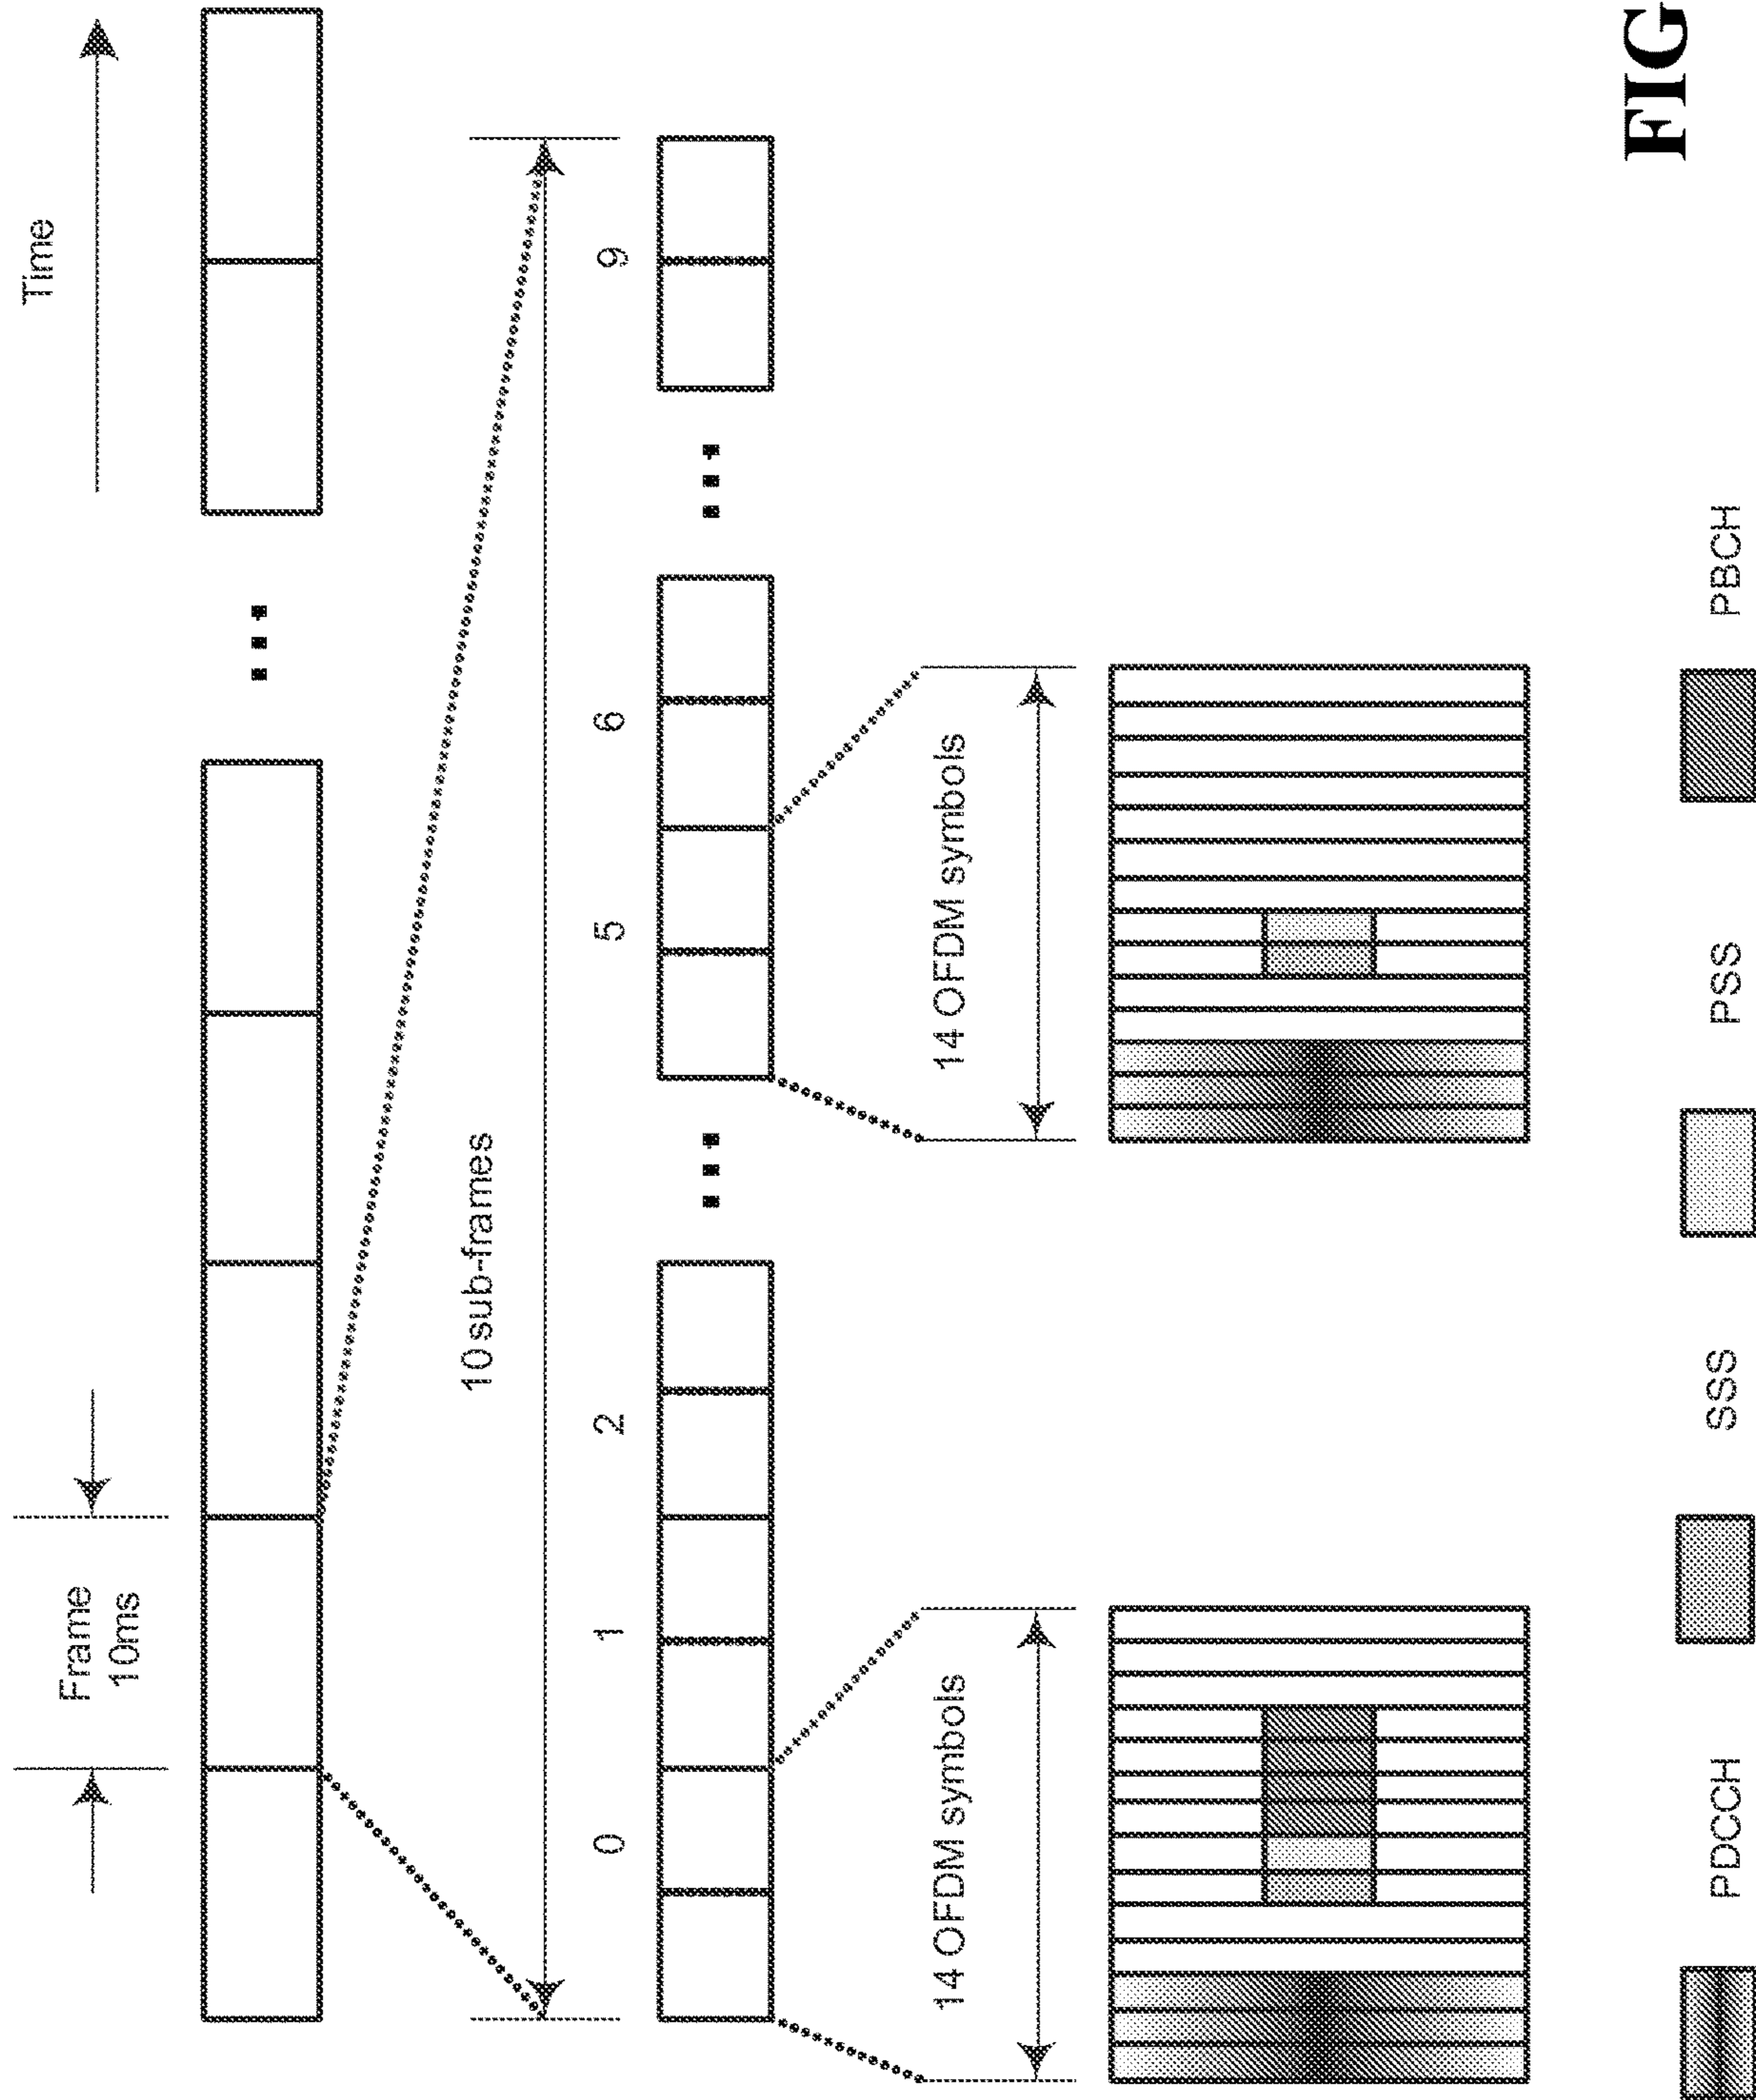 Time
Frame
10ms
10 sub-frames
0 1 2 5 6 9
14 OFDM symbols 14 OFDM symbols
PDCCH SSS PSS PBCH
FIG